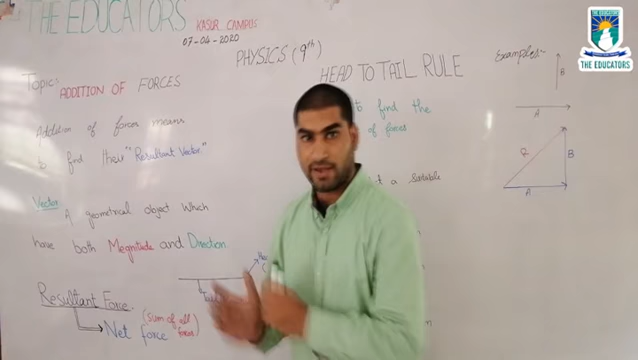 THE EDUCATORS
KASUR CAMPUS
07-04-2020
PHYSICS (9th)
Topic:
ADDITION OF FORCES
Addition of forces means
to find their "Resultant Vector."
Vector:
A geometrical object which
have both Magnitude and Direction
Resultant Force.
(sum of all forces)
Net force
HEAD TO TAIL RULE
to find the
of forces
a Suitable
Examples:-
B
A
R
B
A
THE EDUCATORS